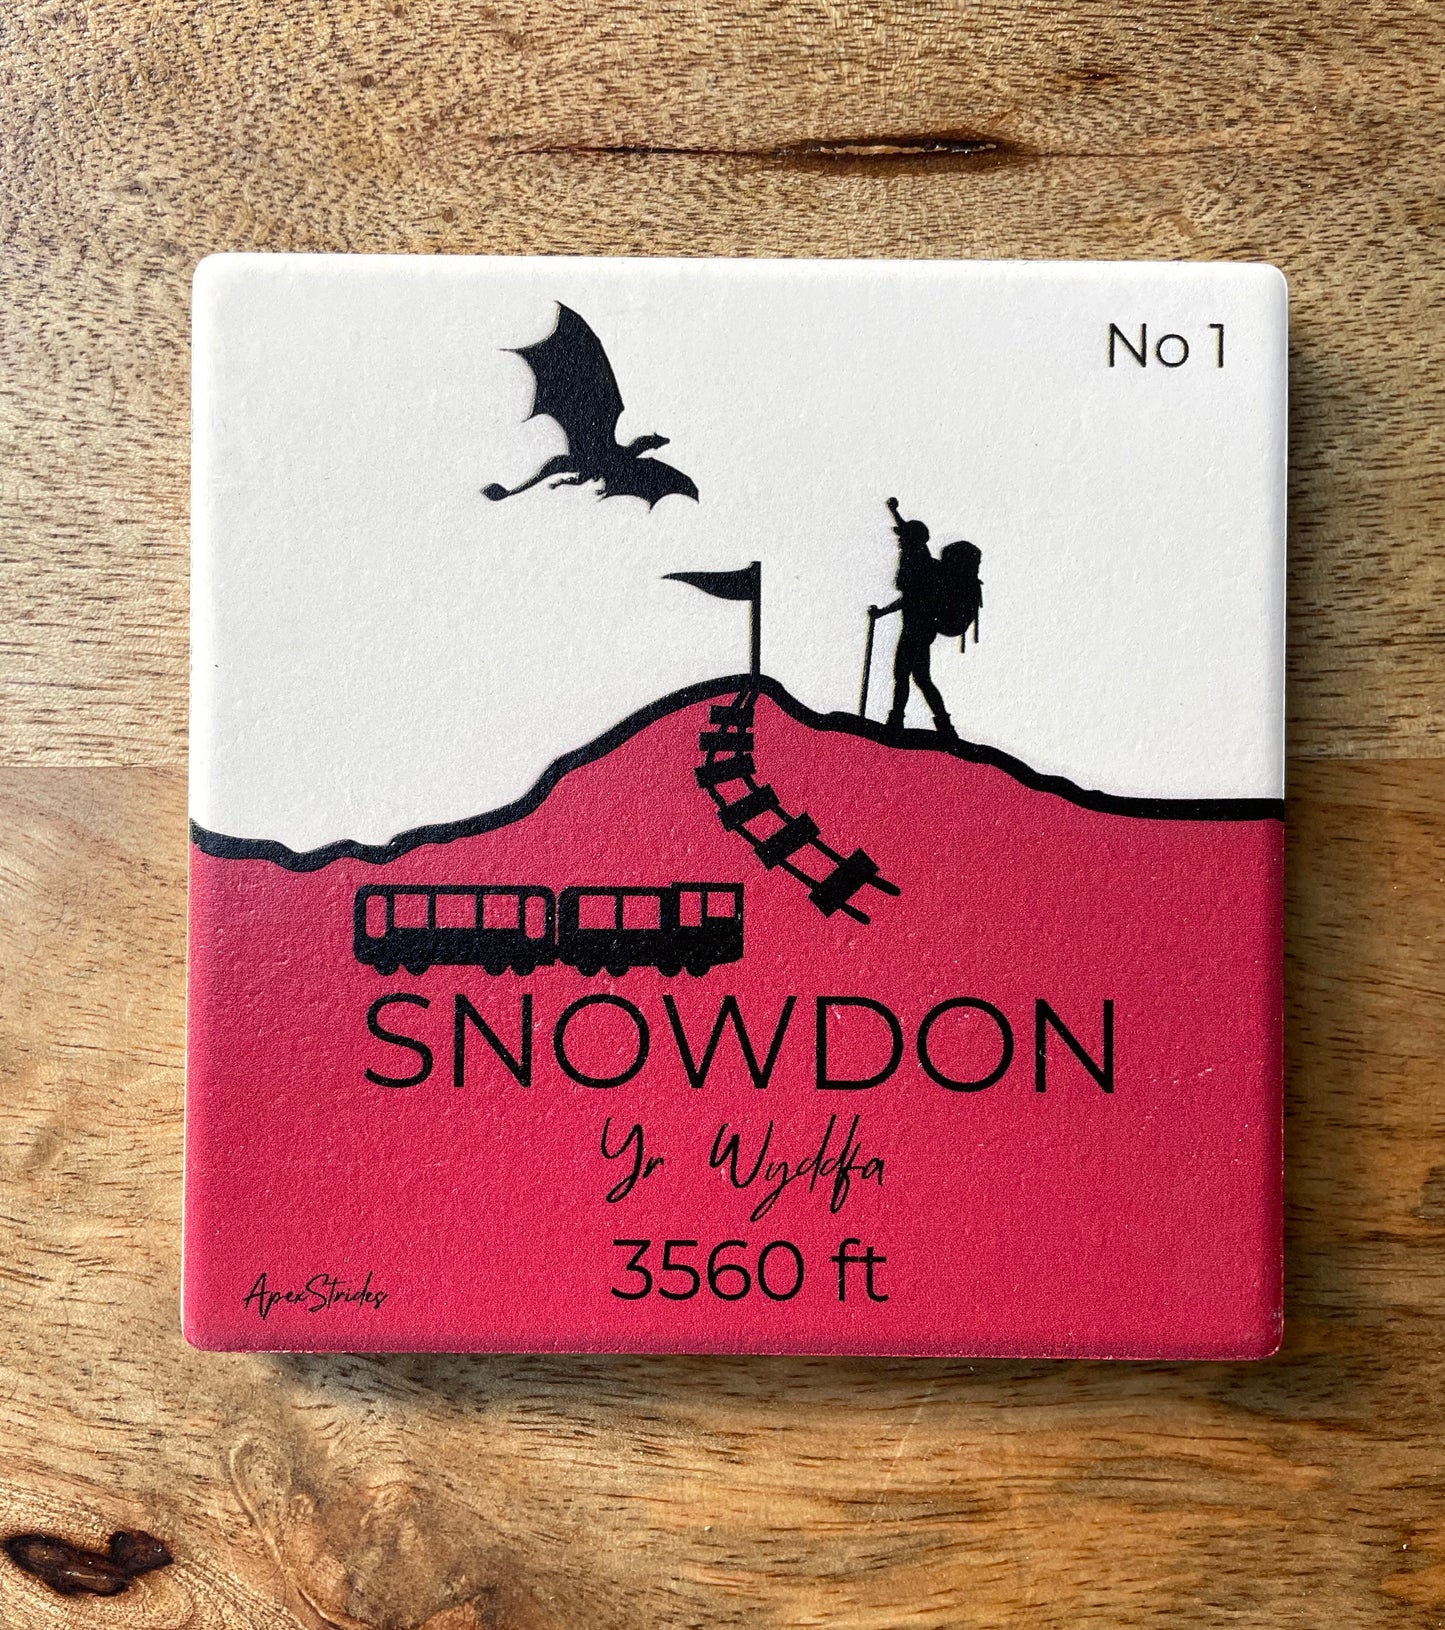 No 1
SNOWDON
Yr Wyddfa
3560 ft
ApexStrides